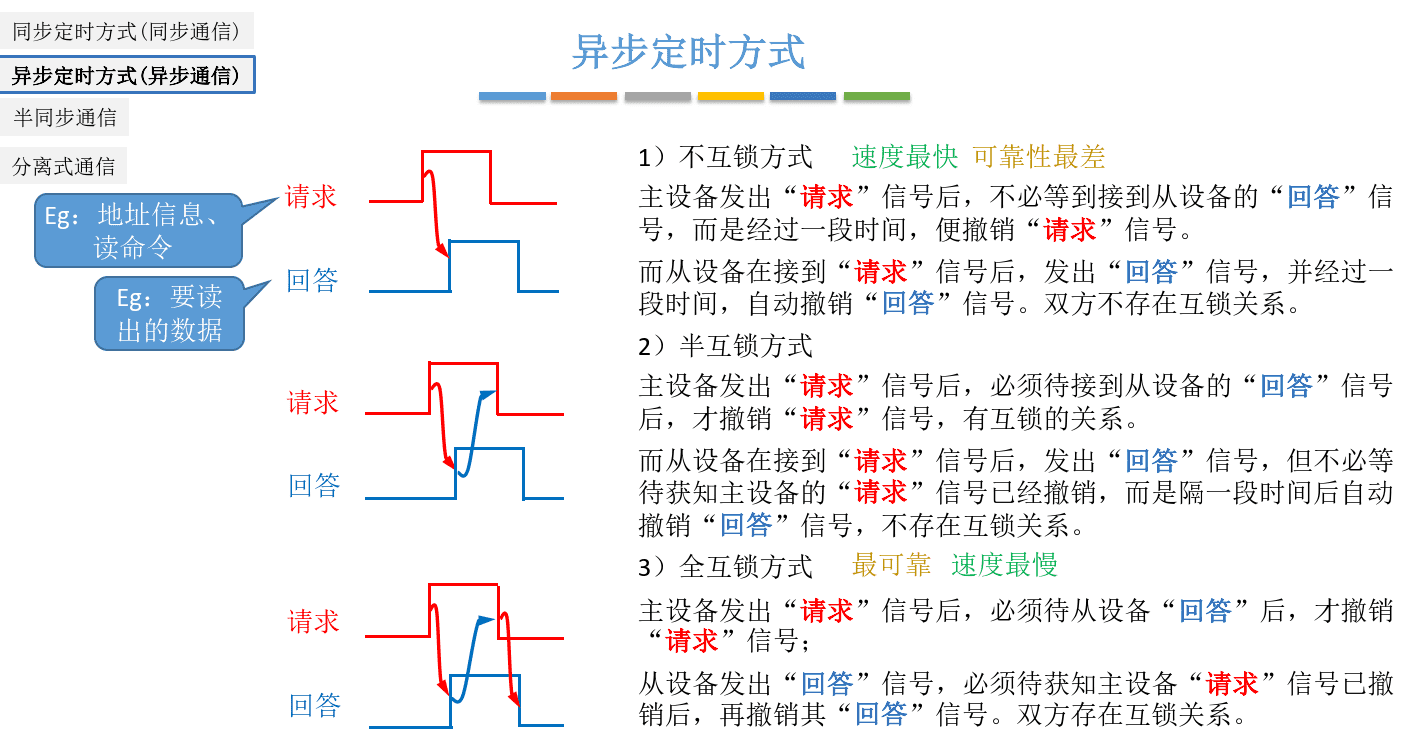 同步定时方式(同步通信)
异步定时方式(异步通信)
半同步通信
分离式通信
异步定时方式
Eg：地址信息、
读命令
Eg：要读
出的数据
请求
回答
1）不互锁方式 速度最快 可靠性最差
主设备发出“请求”信号后，不必等到接到从设备的“回答”信
号，而是经过一段时间，便撤销“请求”信号。
而从设备在接到“请求”信号后，发出“回答”信号，并经过一
段时间，自动撤销“回答”信号。双方不存在互锁关系。
请求
回答
2）半互锁方式
主设备发出“请求”信号后，必须待接到从设备的“回答”信号
后，才撤销“请求”信号，有互锁的关系。
而从设备在接到“请求”信号后，发出“回答”信号，但不必等
待获知主设备的“请求”信号已经撤销，而是隔一段时间后自动
撤销“回答”信号，不存在互锁关系。
请求
回答
3）全互锁方式 最可靠 速度最慢
主设备发出“请求”信号后，必须待从设备“回答”后，才撤销
“请求”信号；
从设备发出“回答”信号，必须待获知主设备“请求”信号已撤
销后，再撤销其“回答”信号。双方存在互锁关系。